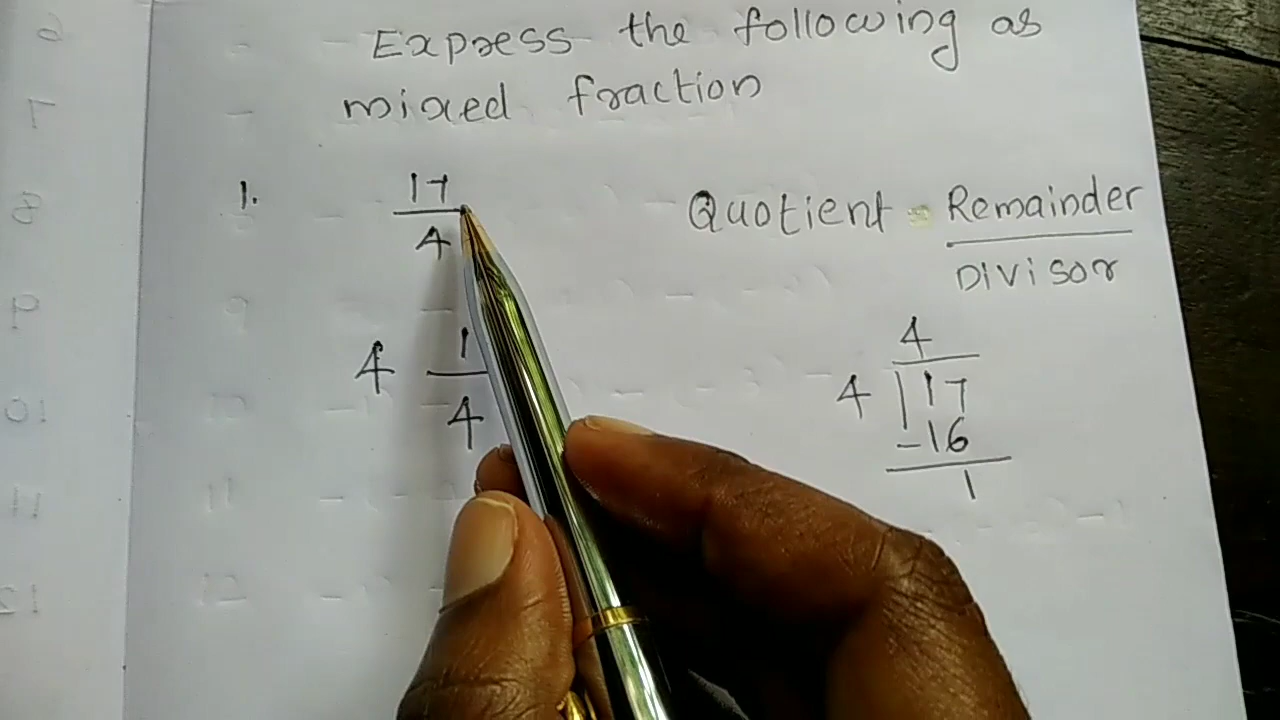 Express the following as
mixed fraction
1.
17
4
Quotient Remainder
Divisor
4 1
4
4
4 17
-16
1